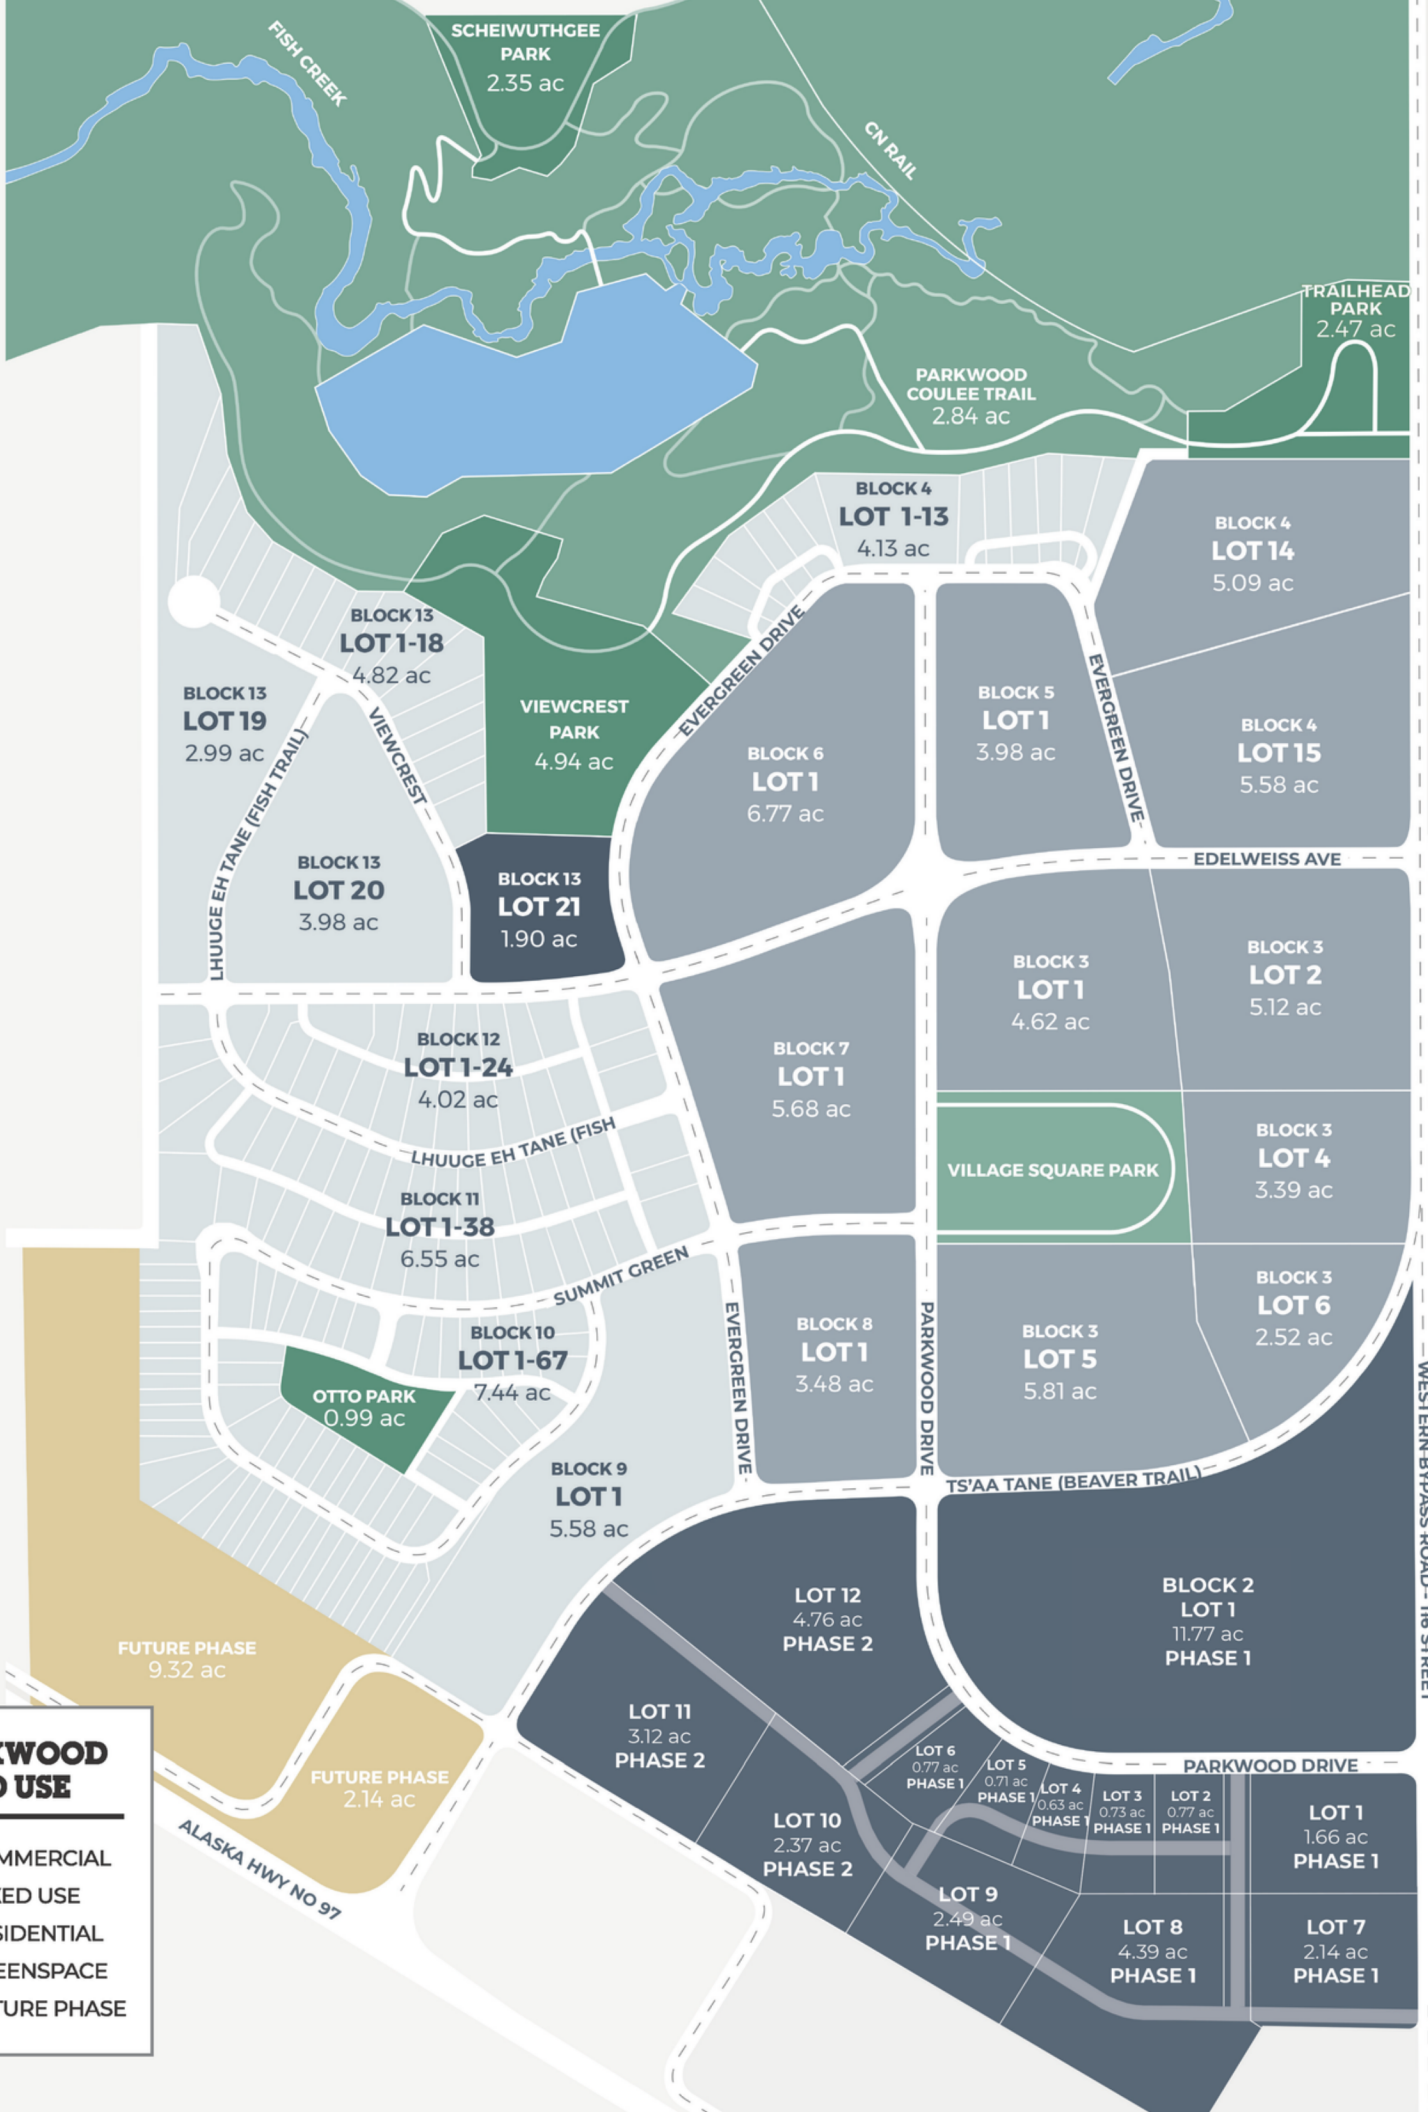 FISH CREEK
SCHEIWUTHGEE
PARK
2.35 ac
CN RAIL
TRAILHEAD
PARK
2.47 ac
PARKWOOD
COULEE TRAIL
2.84 ac
BLOCK 4
LOT 1-13
4.13 ac
BLOCK 4
LOT 14
5.09 ac
BLOCK 13
LOT 1-18
4.82 ac
BLOCK 13
LOT 19
2.99 ac
LHUUGE EH TANE (FISH TRAIL)
VIEWCREST
VIEWCREST
PARK
4.94 ac
EVERGREEN DRIVE
BLOCK 6
LOT 1
6.77 ac
BLOCK 5
LOT 1
3.98 ac
EVERGREEN DRIVE
BLOCK 4
LOT 15
5.58 ac
EDELWEISS AVE
BLOCK 13
LOT 20
3.98 ac
BLOCK 13
LOT 21
1.90 ac
BLOCK 3
LOT 1
4.62 ac
BLOCK 3
LOT 2
5.12 ac
BLOCK 12
LOT 1-24
4.02 ac
BLOCK 7
LOT 1
5.68 ac
LHUUGE EH TANE (FISH
VILLAGE SQUARE PARK
BLOCK 3
LOT 4
3.39 ac
BLOCK 11
LOT 1-38
6.55 ac
SUMMIT GREEN
BLOCK 10
LOT 1-67
7.44 ac
OTTO PARK
0.99 ac
EVERGREEN DRIVE
BLOCK 8
LOT 1
3.48 ac
PARKWOOD DRIVE
BLOCK 3
LOT 5
5.81 ac
BLOCK 3
LOT 6
2.52 ac
BLOCK 9
LOT 1
5.58 ac
TS'AA TANE (BEAVER TRAIL)
WESTERN BYPASS ROAD - 116 STREET
LOT 12
4.76 ac
PHASE 2
BLOCK 2
LOT 1
11.77 ac
PHASE 1
FUTURE PHASE
9.32 ac
LOT 11
3.12 ac
PHASE 2
LOT 6
0.77 ac
PHASE 1
LOT 5
0.71 ac
PHASE 1
LOT 4
0.63 ac
PHASE 1
LOT 3
0.73 ac
PHASE 1
LOT 2
0.77 ac
PHASE 1
PARKWOOD DRIVE
LOT 1
1.66 ac
PHASE 1
FUTURE PHASE
2.14 ac
LOT 10
2.37 ac
PHASE 2
LOT 9
2.49 ac
PHASE 1
LOT 8
4.39 ac
PHASE 1
LOT 7
2.14 ac
PHASE 1
ALASKA HWY NO 97
KWOOD
D USE
MMERCIAL
ED USE
SIDENTIAL
EENSPACE
TURE PHASE